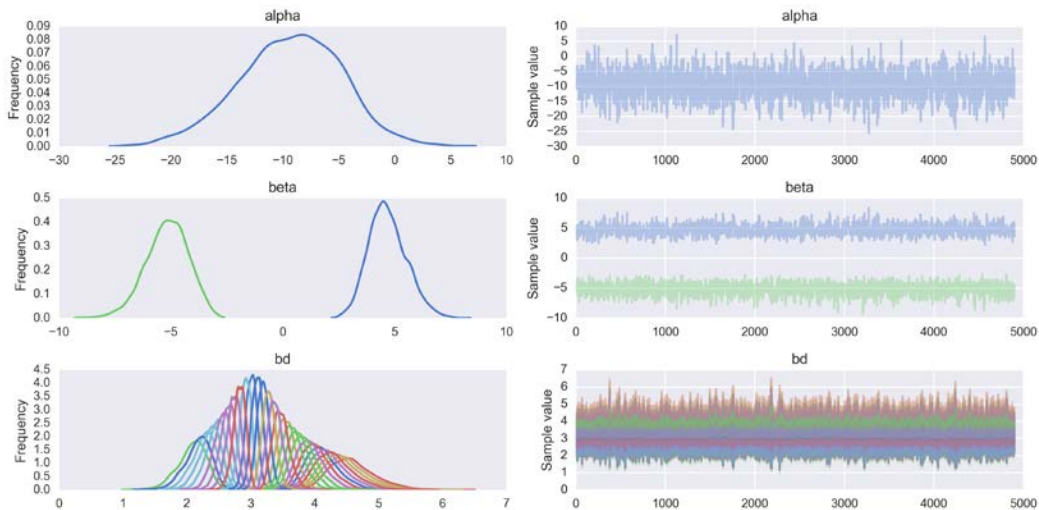 alpha
0.09
0.08
0.07
0.06
0.05
0.04
0.03
0.02
0.01
0.00
Frequency
−30 −25 −20 −15 −10 −5 0 5 10
alpha
10
5
0
−5
−10
−15
−20
−25
−30
Sample value
0 1000 2000 3000 4000 5000
beta
0.5
0.4
0.3
0.2
0.1
0.0
Frequency
−10 −5 0 5 10
beta
10
5
0
−5
−10
Sample value
0 1000 2000 3000 4000 5000
bd
4.5
4.0
3.5
3.0
2.5
2.0
1.5
1.0
0.5
0.0
Frequency
0 1 2 3 4 5 6 7
bd
7
6
5
4
3
2
1
0
Sample value
0 1000 2000 3000 4000 5000